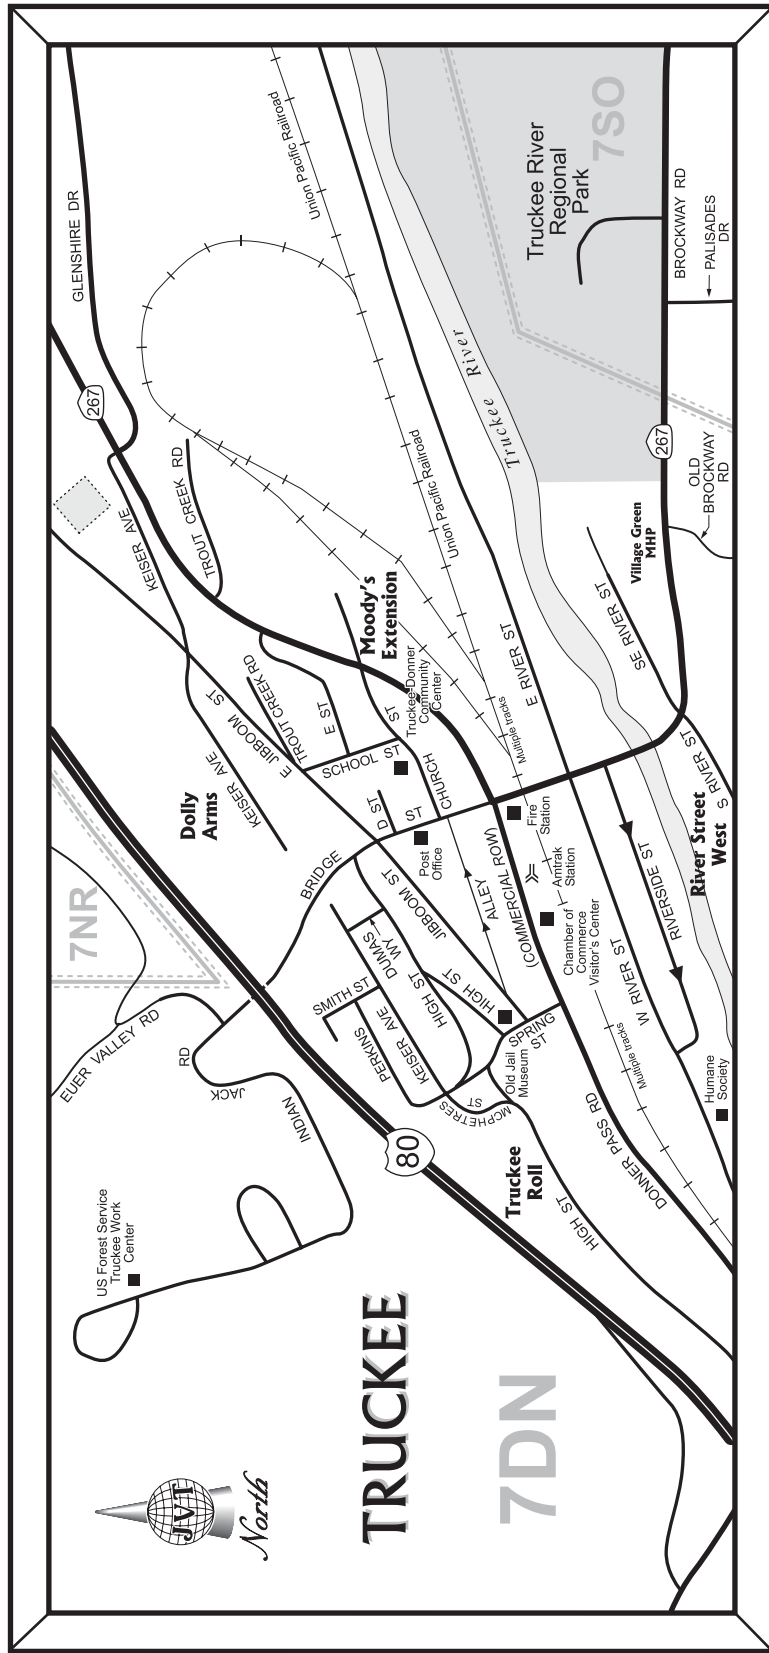 TRUCKEE
7DN
JVT
North
US Forest Service
Truckee Work
Center
EUER VALLEY RD
INDIAN
JACK
RD
7NR
80
Truckee
Roll
HIGH ST
DONNER PASS RD
Multiple tracks
Humane
Society
MCPHETRES
ST
Old Jail
Museum
SPRING
ST
PERKINS
KEISER AVE
SMITH ST
HIGH ST
HIGH ST
DUMAS
WY
JIBBOOM ST
BRIDGE
ST
ALLEY
(COMMERCIAL ROW)
Chamber of
Commerce
Visitor's Center
Amtrak
Station
Fire
Station
Post
Office
W RIVER ST
RIVERSIDE ST
River Street
West
S RIVER ST
Dolly
Arms
KEISER AVE
E JIBBOOM ST
TROUT CREEK RD
D ST
E ST
SCHOOL ST
CHURCH
ST
Truckee-Donner
Community
Center
Moody's
Extension
Multiple tracks
E RIVER ST
SE RIVER ST
Village Green
MHP
KEISER AVE
TROUT CREEK RD
267
GLENSHIRE DR
Union Pacific Railroad
Union Pacific Railroad
Truckee River
267
OLD
BROCKWAY
RD
BROCKWAY RD
PALISADES
DR
Truckee River
Regional
Park
7SO